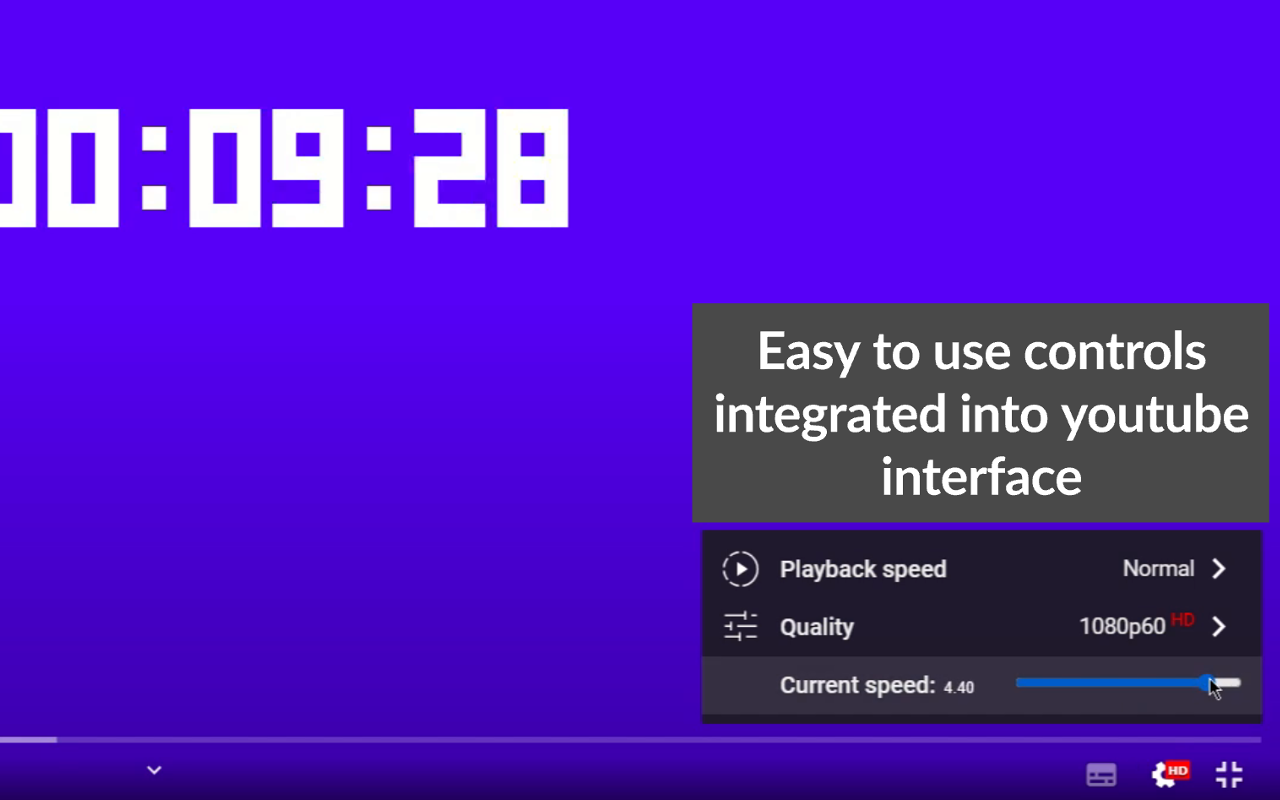 00:09:28
Easy to use controls
integrated into youtube
interface
Playback speed Normal
Quality 1080p60 HD
Current speed: 4.40
HD